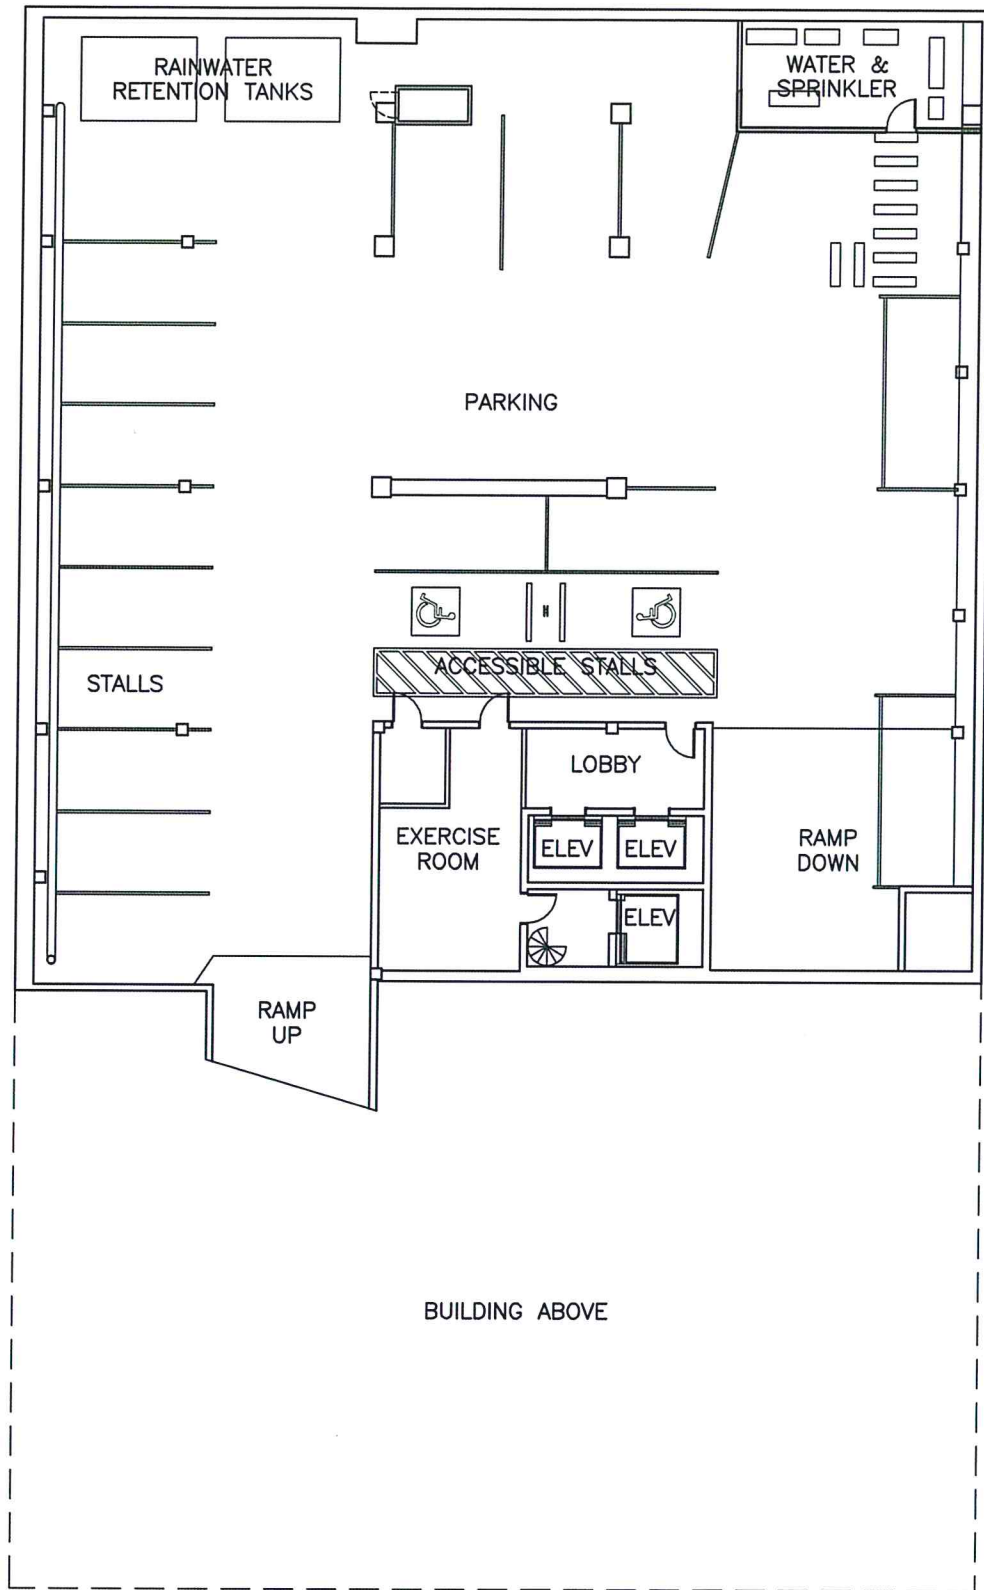 RAINWATER
RETENTION TANKS
WATER &
SPRINKLER
PARKING
ACCESSIBLE STALLS
STALLS
LOBBY
EXERCISE
ROOM
ELEV
ELEV
RAMP
DOWN
ELEV
RAMP
UP
BUILDING ABOVE